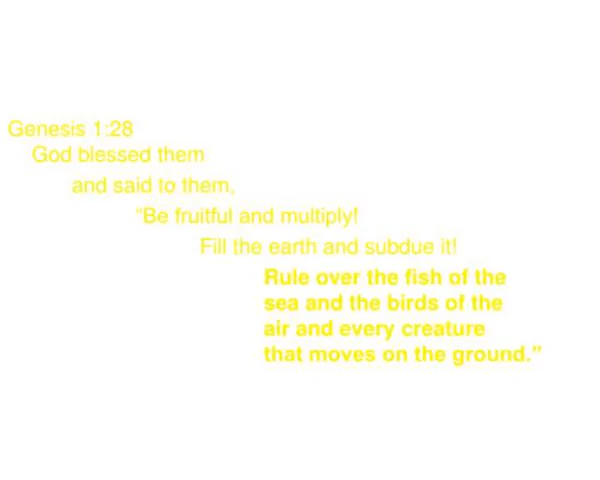 Genesis 1:28
God blessed them
and said to them,
“Be fruitful and multiply!
Fill the earth and subdue it!
Rule over the fish of the
sea and the birds of the
air and every creature
that moves on the ground.”